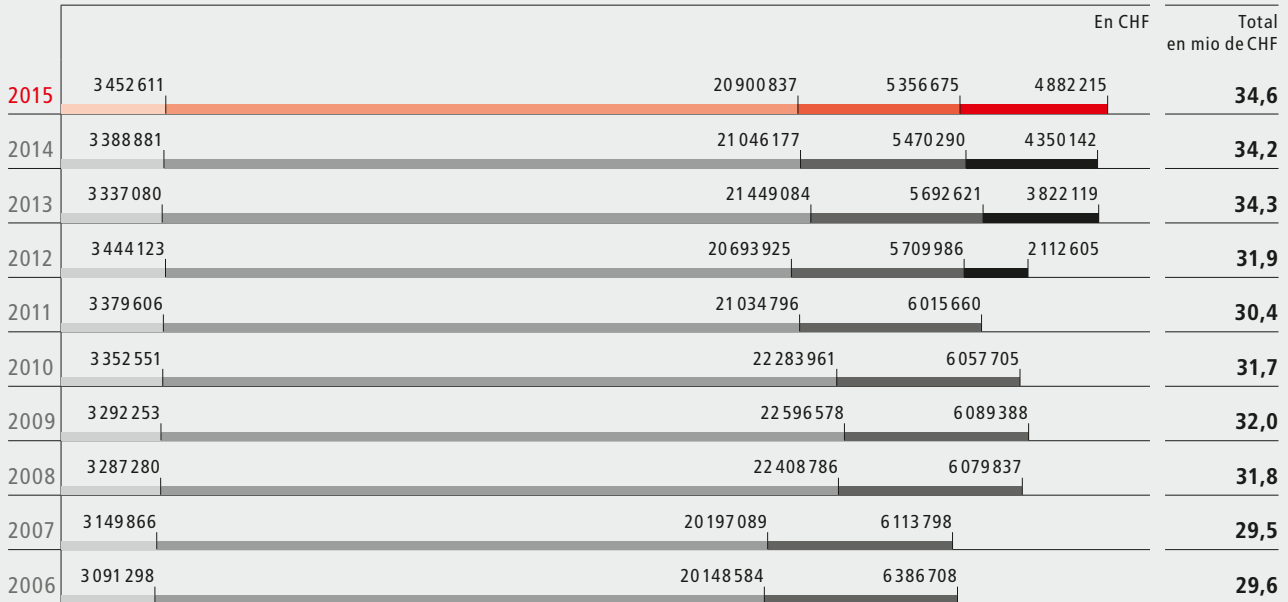 En CHF Total
en mio de CHF
2015 3 452 611 20 900 837 5 356 675 4 882 215 34,6
2014 3 388 881 21 046 177 5 470 290 4 350 142 34,2
2013 3 337 080 21 449 084 5 692 621 3 822 119 34,3
2012 3 444 123 20 693 925 5 709 986 2 112 605 31,9
2011 3 379 606 21 034 796 6 015 660 30,4
2010 3 352 551 22 283 961 6 057 705 31,7
2009 3 292 253 22 596 578 6 089 388 32,0
2008 3 287 280 22 408 786 6 079 837 31,8
2007 3 149 866 20 197 089 6 113 798 29,5
2006 3 091 298 20 148 584 6 386 708 29,6